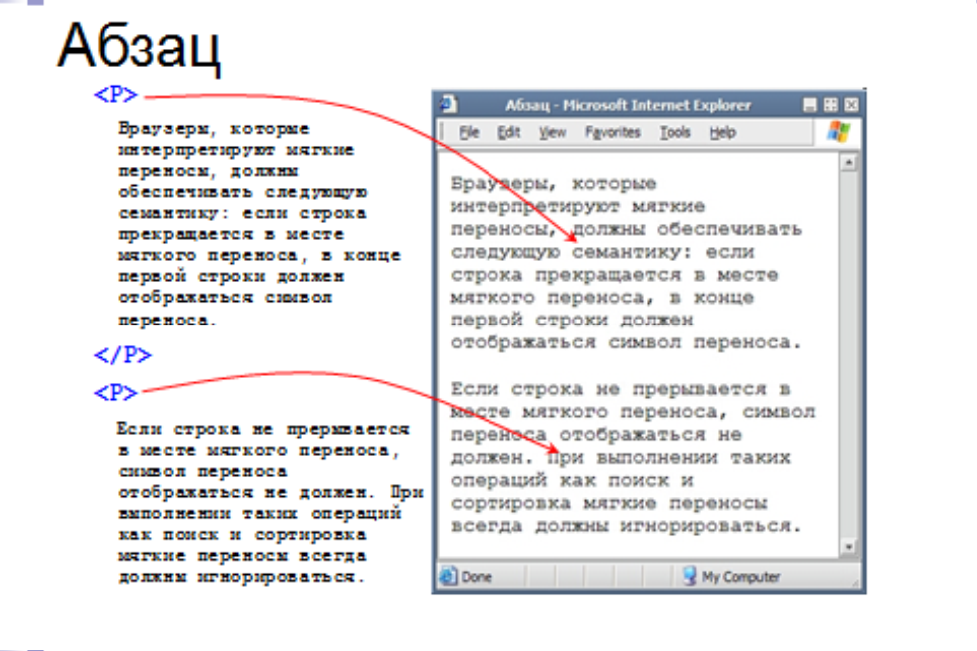 Абзац
<P>
Браузеры, которые
интерпретируют мягкие
переносы, должны
обеспечивать следующую
семантику: если строка
прекращается в месте
мягкого переноса, в конце
первой строки должен
отображаться символ
переноса.
</P>
<P>
Если строка не прерывается
в месте мягкого переноса,
символ переноса
отображаться не должен. При
выполнении таких операций
как поиск и сортировка
мягкие переносы всегда
должны игнорироваться.
Абзац - Microsoft Internet Explorer
File Edit View Favorites Tools Help
Браузеры, которые
интерпретируют мягкие
переносы, должны обеспечивать
следующую семантику: если
строка прекращается в месте
мягкого переноса, в конце
первой строки должен
отображаться символ переноса.
Если строка не прерывается в
месте мягкого переноса, символ
переноса отображаться не
должен. При выполнении таких
операций как поиск и
сортировка мягкие переносы
всегда должны игнорироваться.
Done My Computer